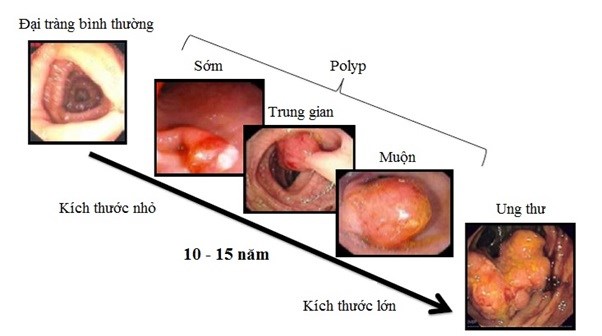 Đại tràng bình thường
Sớm
Polyp
Trung gian
Muộn
Ung thư
Kích thước nhỏ
10 - 15 năm
Kích thước lớn